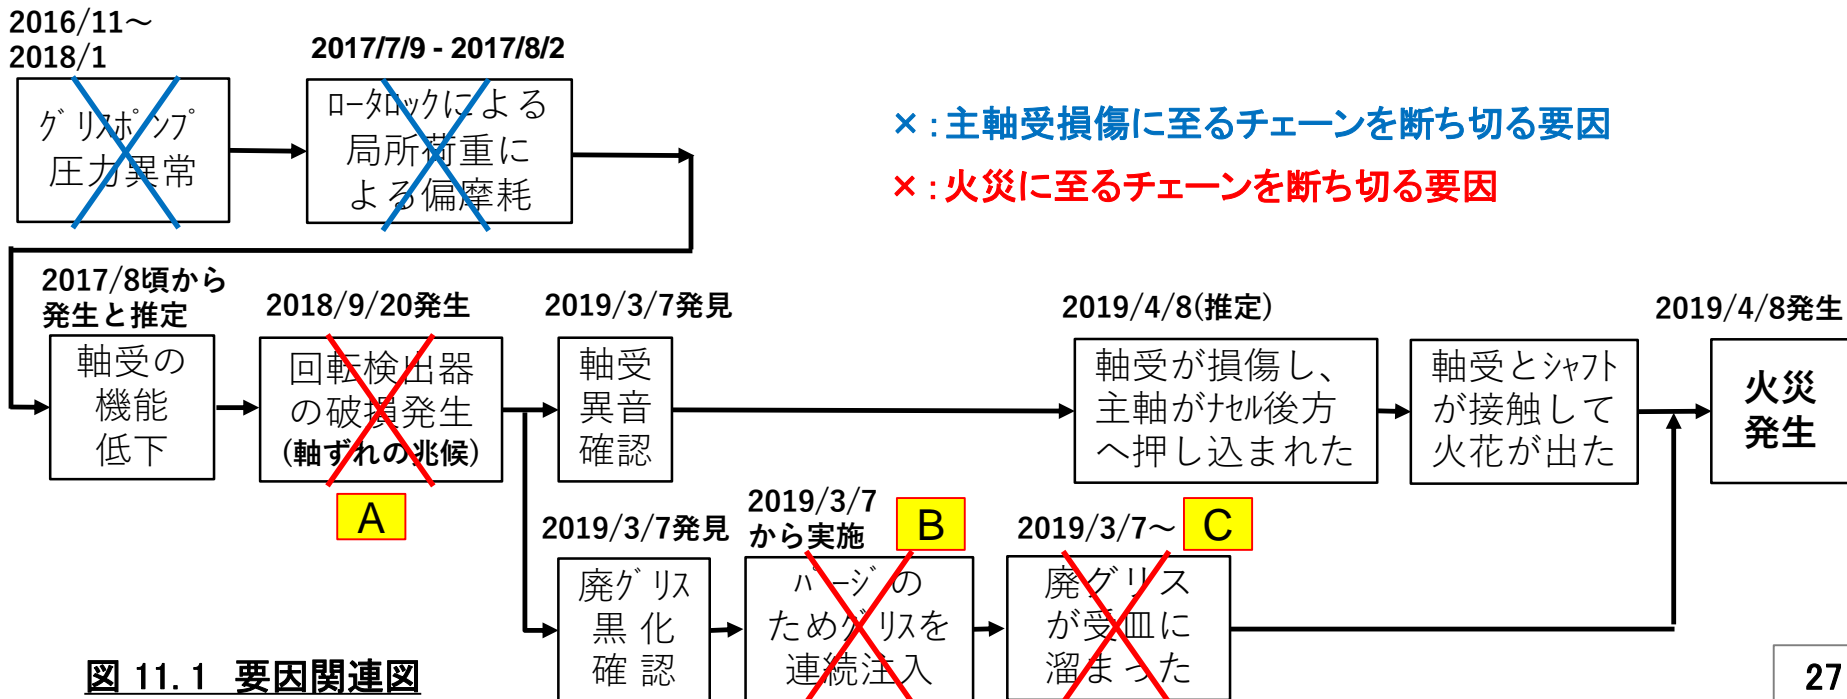 2016/11～
2018/1
2017/7/9 - 2017/8/2
グリスポンプ
圧力異常
ロータロックによる
局所荷重に
よる偏摩耗
×：主軸受損傷に至るチェーンを断ち切る要因
×：火災に至るチェーンを断ち切る要因
2017/8頃から
発生と推定
2018/9/20発生
2019/3/7発見
2019/4/8(推定)
2019/4/8発生
軸受の
機能
低下
回転検出器
の破損発生
(軸ずれの兆候)
軸受
異音
確認
軸受が損傷し、
主軸がナセル後方
へ押し込まれた
軸受とシャフト
が接触して
火花が出た
火災
発生
A
2019/3/7発見
2019/3/7
から実施
B
2019/3/7～
C
廃グリス
黒化
確認
パージの
ためグリスを
連続注入
廃グリス
が受皿に
溜まった
図 11.1 要因関連図
27